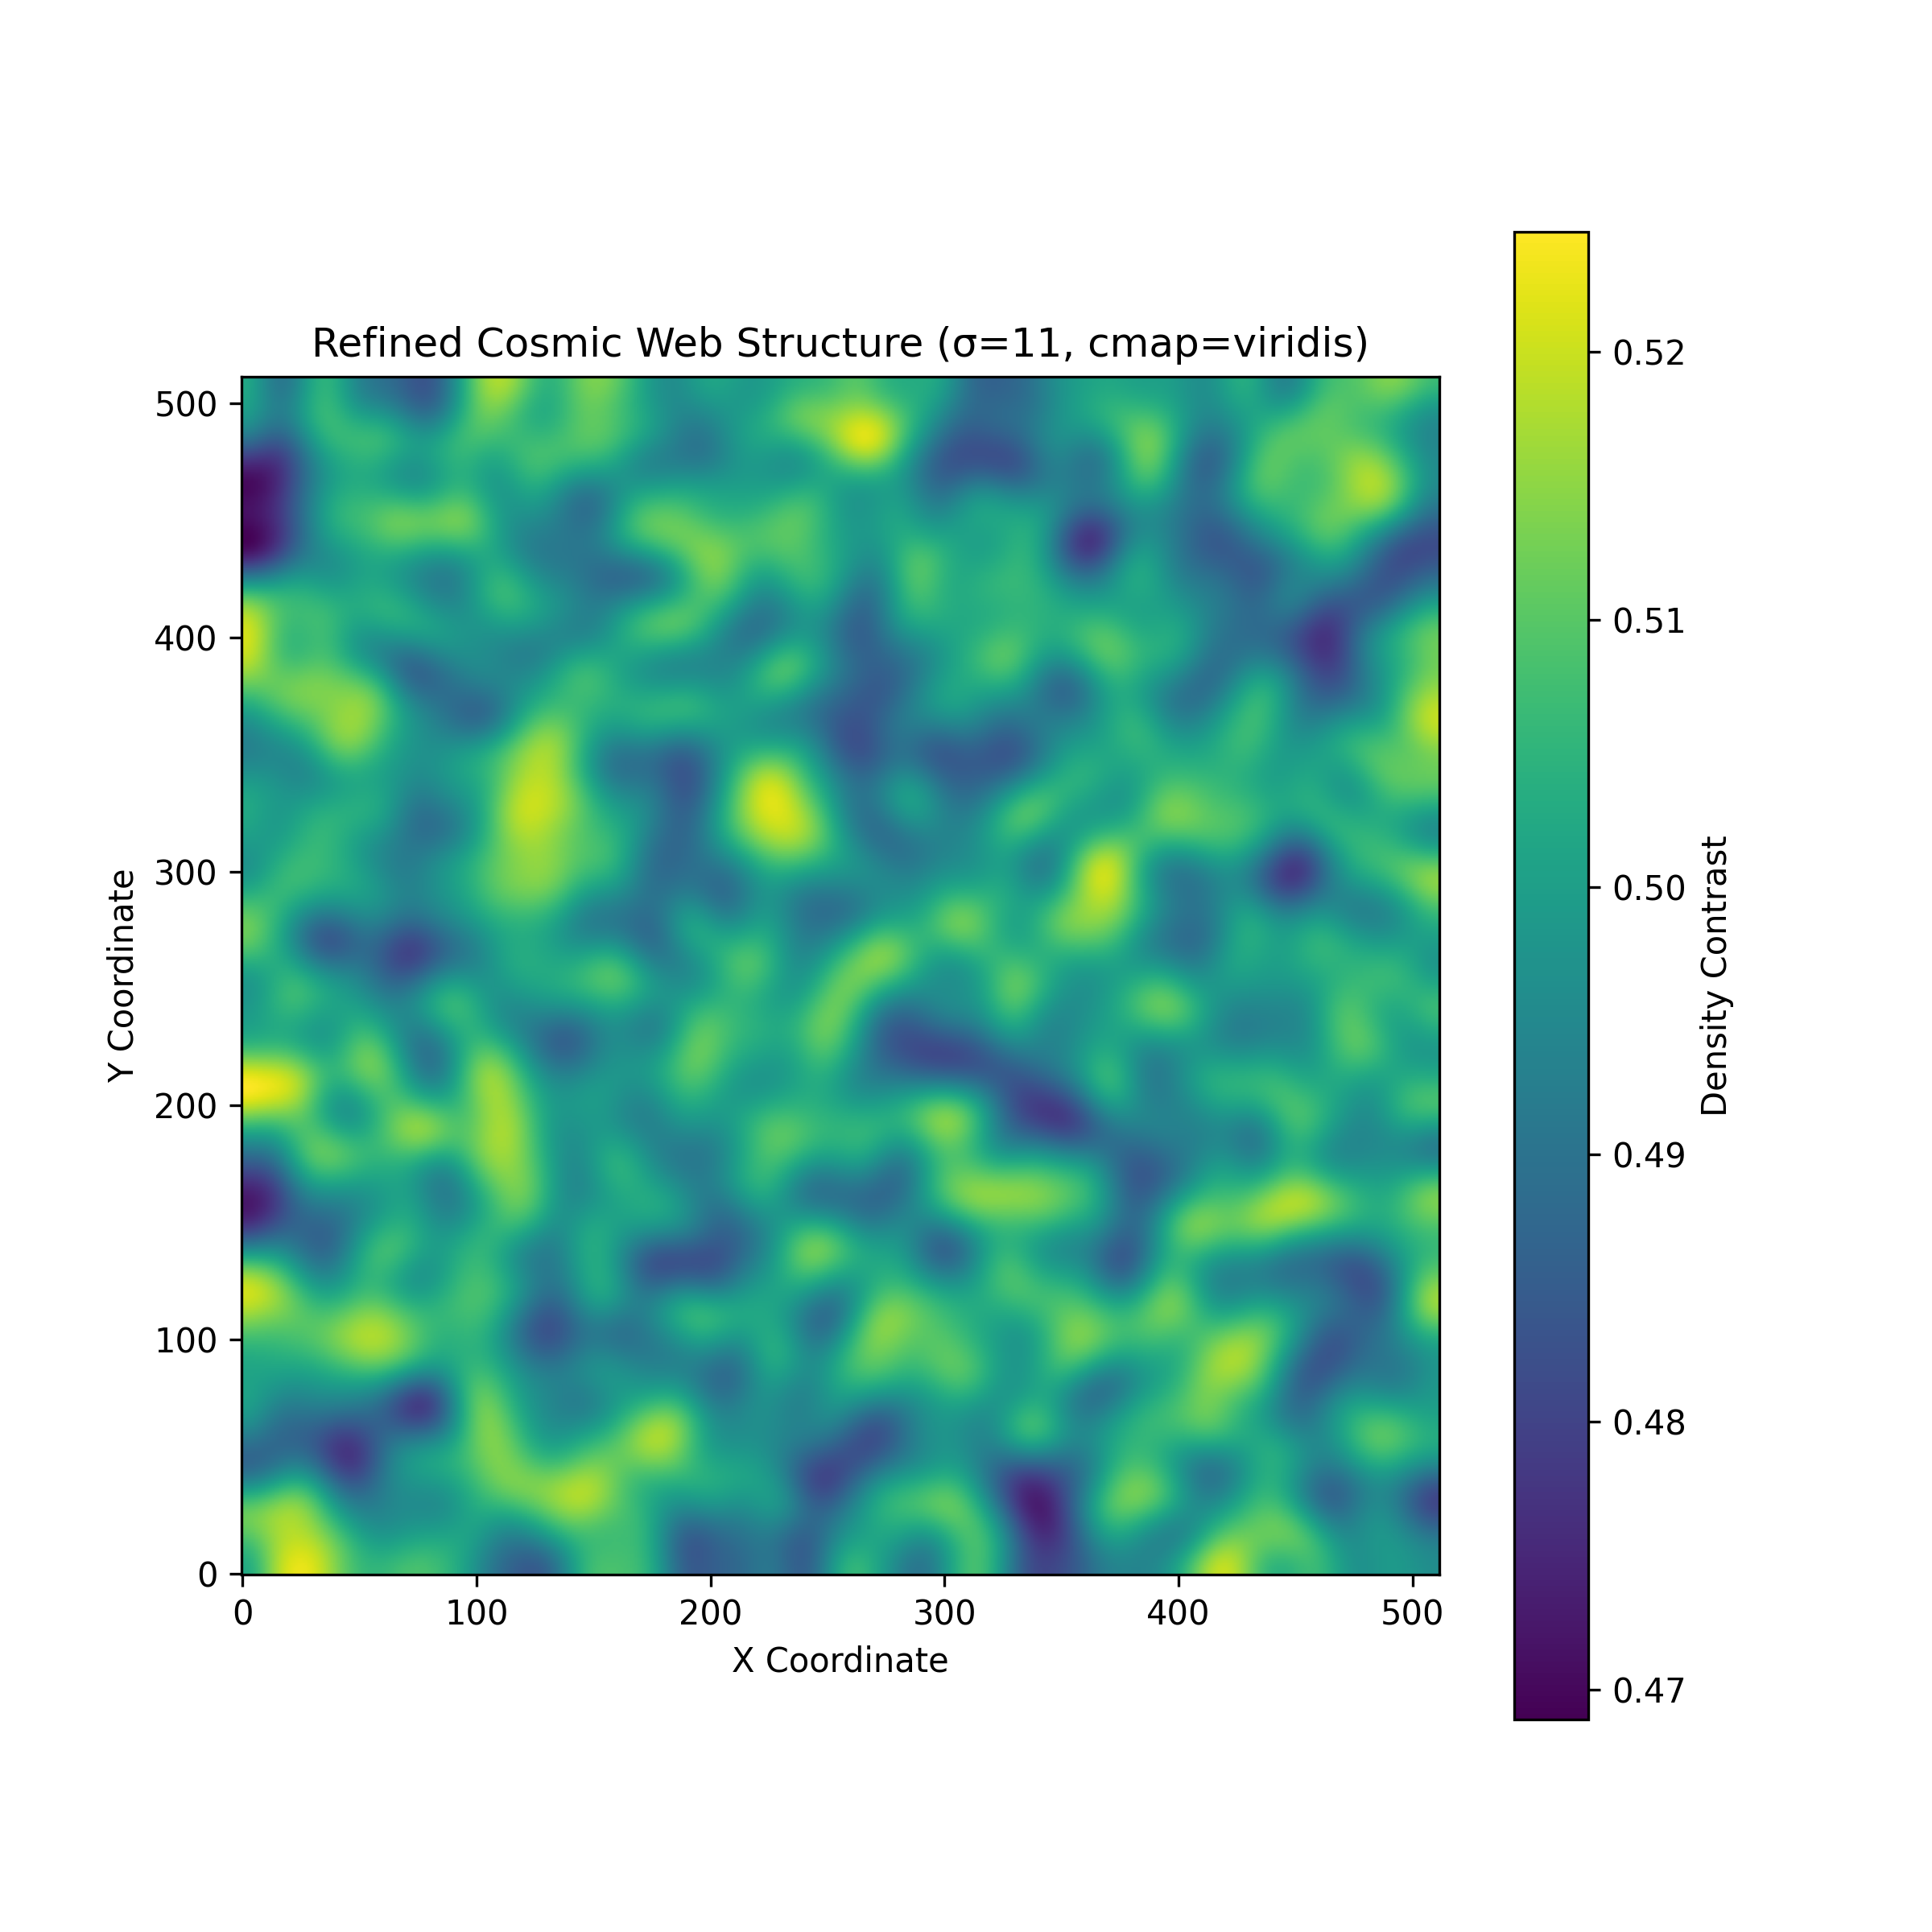 Refined Cosmic Web Structure (σ=11, cmap=viridis)
500
400
300
200
100
0
Y Coordinate
0 100 200 300 400 500
X Coordinate
0.52
0.51
0.50
0.49
0.48
0.47
Density Contrast